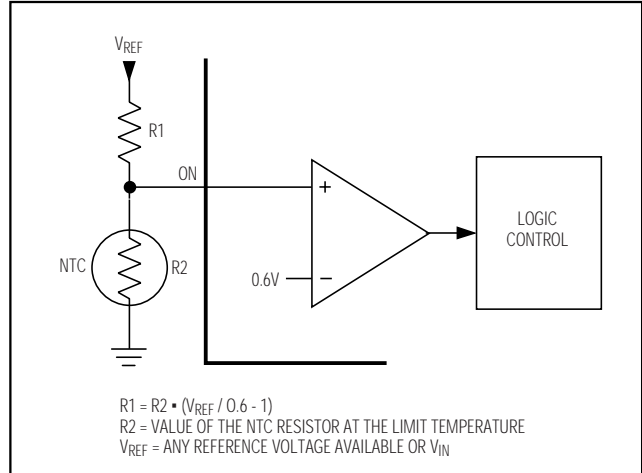 VREF
R1
ON
+
LOGIC
CONTROL
NTC
R2
0.6V
−
R1 = R2 ▪ (VREF / 0.6 - 1)
R2 = VALUE OF THE NTC RESISTOR AT THE LIMIT TEMPERATURE
VREF = ANY REFERENCE VOLTAGE AVAILABLE OR VIN